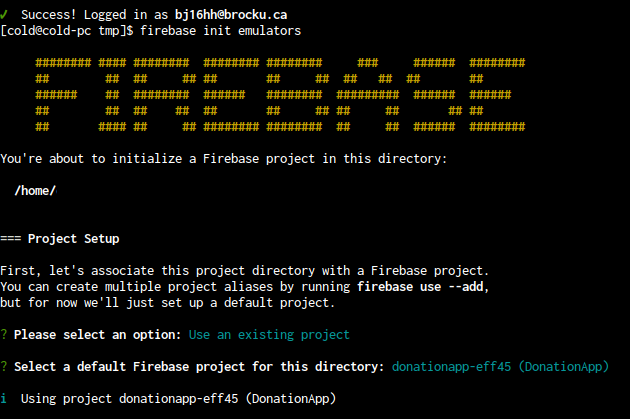 ✔ Success! Logged in as bj16hh@brocku.ca
[cold@cold-pc tmp]$ firebase init emulators
FIREBASE
You're about to initialize a Firebase project in this directory:
/home/
=== Project Setup
First, let's associate this project directory with a Firebase project.
You can create multiple project aliases by running firebase use --add,
but for now we'll just set up a default project.
? Please select an option: Use an existing project
? Select a default Firebase project for this directory: donationapp-eff45 (DonationApp)
i Using project donationapp-eff45 (DonationApp)